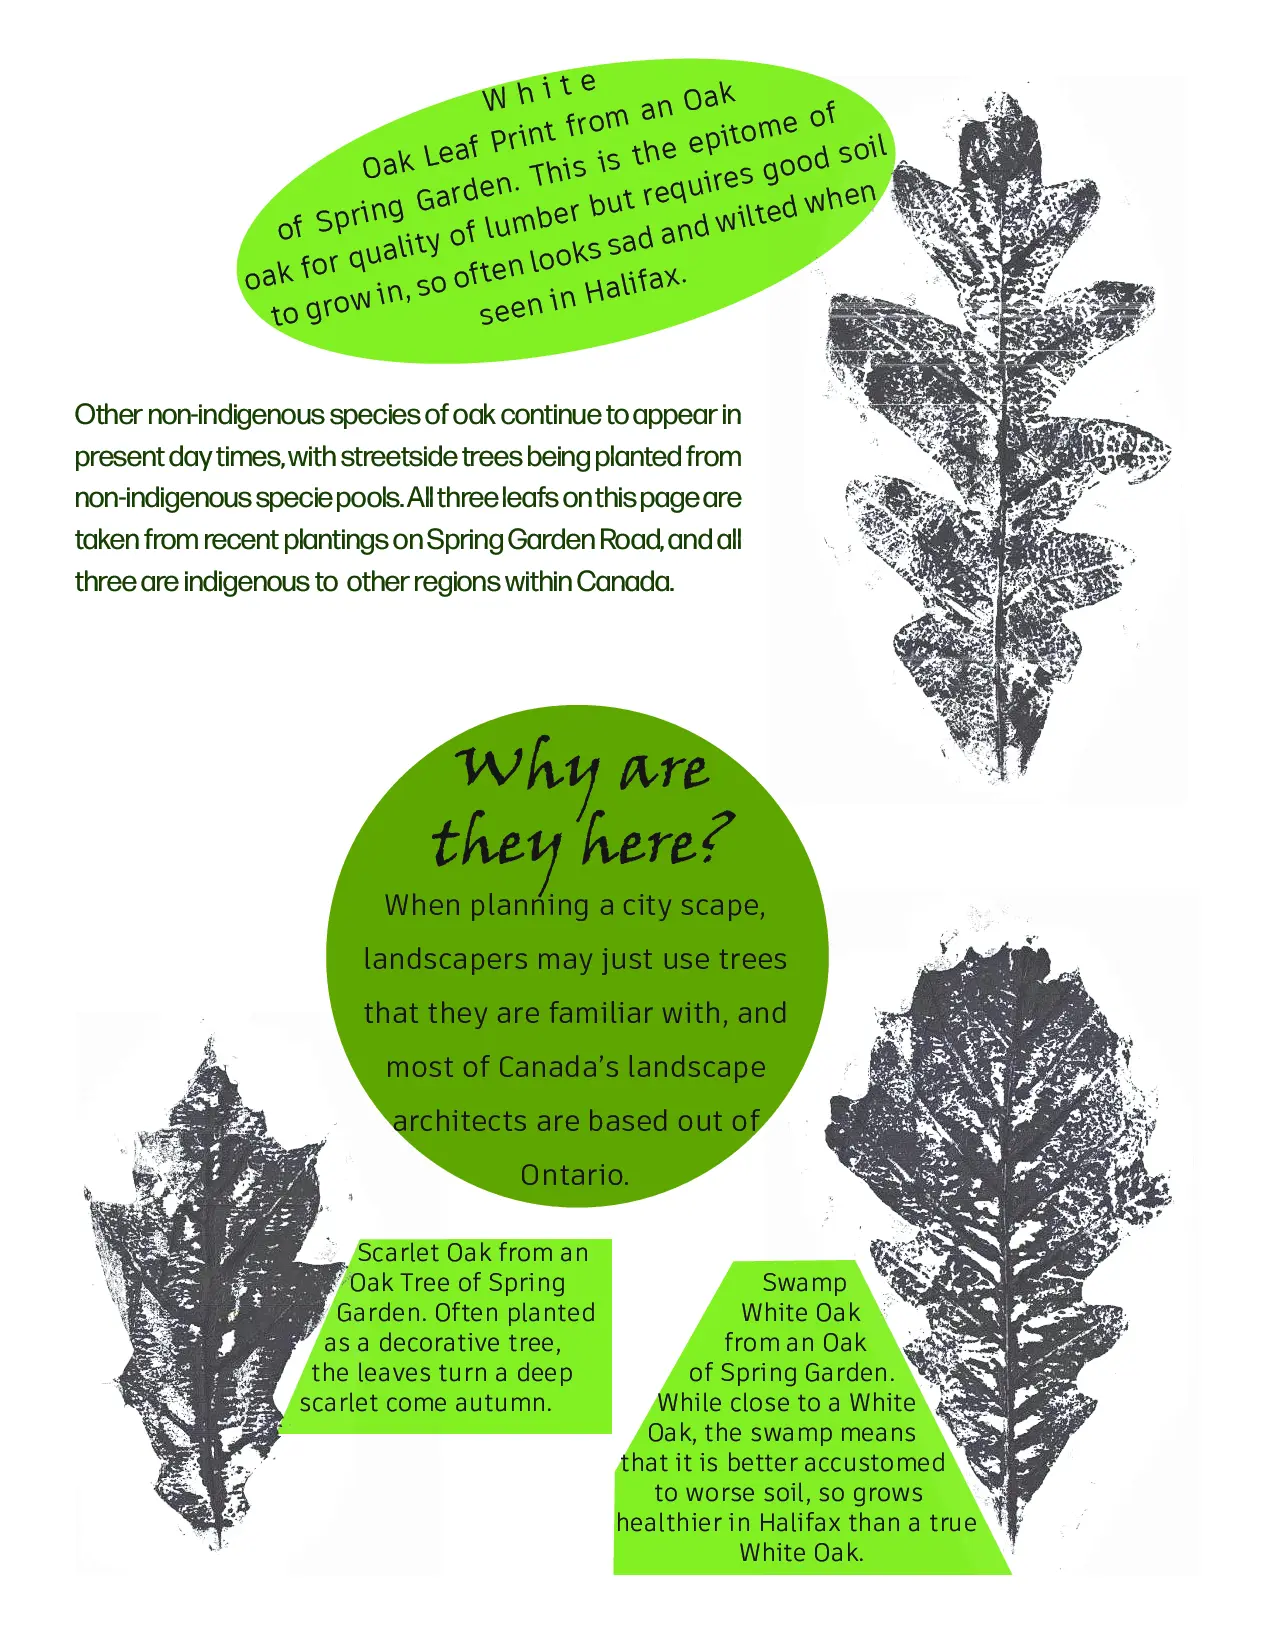 White
Oak Leaf Print from an Oak
of Spring Garden. This is the epitome of
oak for quality of lumber but requires good soil
to grow in, so often looks sad and wilted when
seen in Halifax.
Other non-indigenous species of oak continue to appear in
present day times, with streetside trees being planted from
non-indigenous specie pools. All three leafs on this page are
taken from recent plantings on Spring Garden Road, and all
three are indigenous to other regions within Canada.
Why are
they here?
When planning a city scape,
landscapers may just use trees
that they are familiar with, and
most of Canada’s landscape
architects are based out of
Ontario.
Scarlet Oak from an
Oak Tree of Spring
Garden. Often planted
as a decorative tree,
the leaves turn a deep
scarlet come autumn.
Swamp
White Oak
from an Oak
of Spring Garden.
While close to a White
Oak, the swamp means
that it is better accustomed
to worse soil, so grows
healthier in Halifax than a true
White Oak.